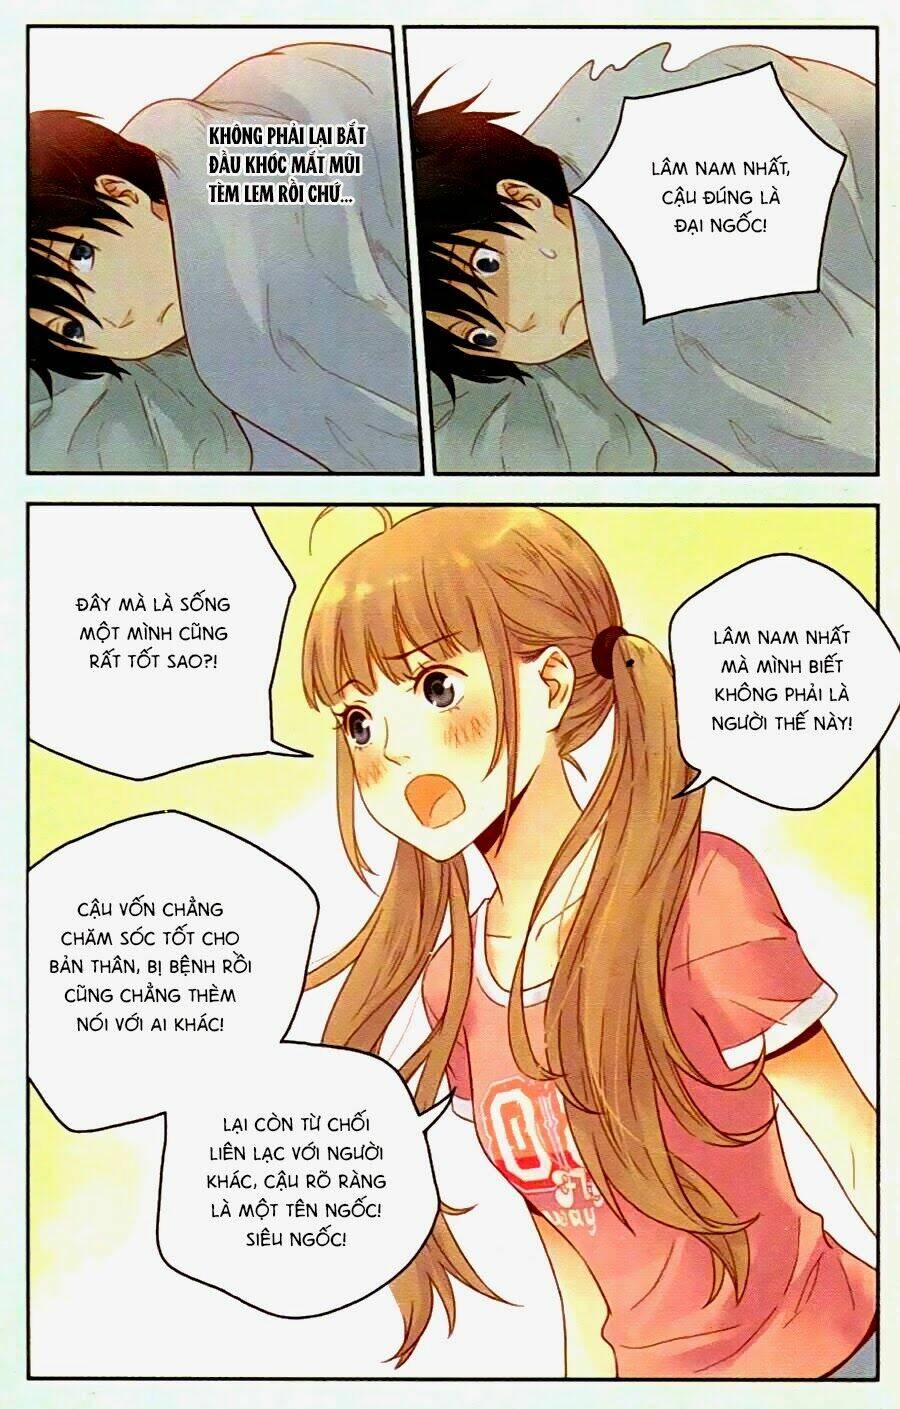 KHÔNG PHẢI LẠI BẮT
ĐẦU KHÓC MẮT MŨI
TÈM LEM RỒI CHỨ...
LÂM NAM NHẤT,
CẬU ĐÚNG LÀ
ĐẠI NGỐC!
ĐÂY MÀ LÀ SỐNG
MỘT MÌNH CŨNG
RẤT TỐT SAO?!
LÂM NAM NHẤT
MÀ MÌNH BIẾT
KHÔNG PHẢI LÀ
NGƯỜI THẾ NÀY!
CẬU VỐN CHẲNG
CHĂM SÓC TỐT CHO
BẢN THÂN, BỊ BỆNH RỒI
CŨNG CHẲNG THÈM
NÓI VỚI AI KHÁC!
LẠI CÒN TỪ CHỐI
LIÊN LẠC VỚI NGƯỜI
KHÁC, CẬU RÕ RÀNG
LÀ MỘT TÊN NGỐC!
SIÊU NGỐC!